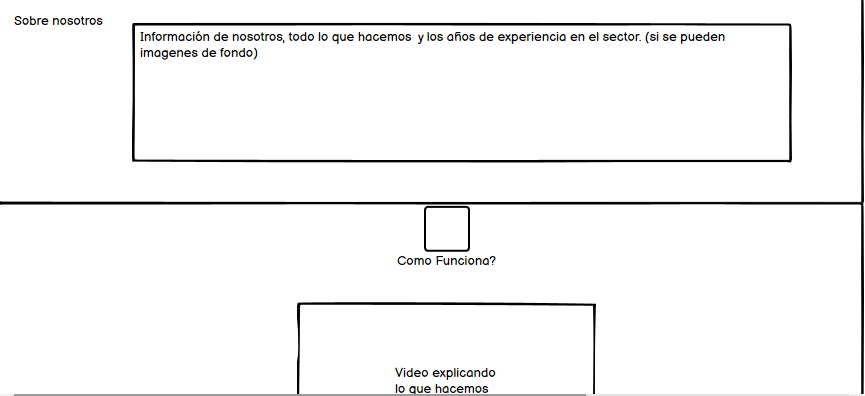 Sobre nosotros
Información de nosotros, todo lo que hacemos y los años de experiencia en el sector. (si se pueden
imagenes de fondo)
Como Funciona?
Video explicando
lo que hacemos